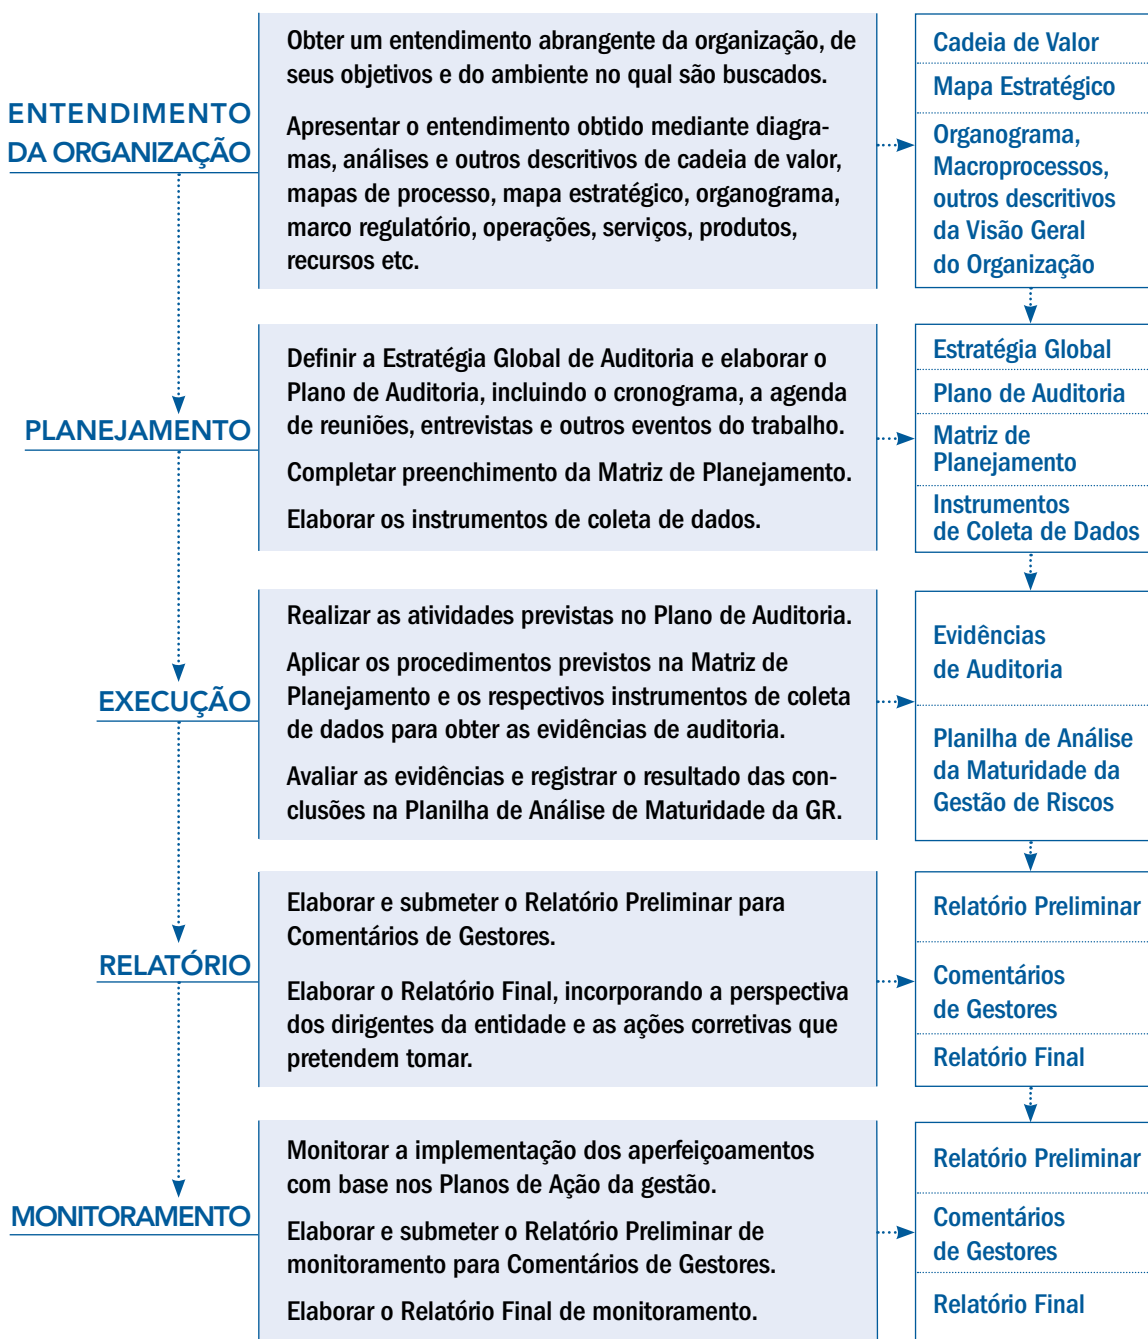 ENTENDIMENTO
DA ORGANIZAÇÃO
Obter um entendimento abrangente da organização, de
seus objetivos e do ambiente no qual são buscados.
Apresentar o entendimento obtido mediante diagra-
mas, análises e outros descritivos de cadeia de valor,
mapas de processo, mapa estratégico, organograma,
marco regulatório, operações, serviços, produtos,
recursos etc.
Cadeia de Valor
Mapa Estratégico
Organograma,
Macroprocessos,
outros descritivos
da Visão Geral
do Organização
PLANEJAMENTO
Definir a Estratégia Global de Auditoria e elaborar o
Plano de Auditoria, incluindo o cronograma, a agenda
de reuniões, entrevistas e outros eventos do trabalho.
Completar preenchimento da Matriz de Planejamento.
Elaborar os instrumentos de coleta de dados.
Estratégia Global
Plano de Auditoria
Matriz de
Planejamento
Instrumentos
de Coleta de Dados
EXECUÇÃO
Realizar as atividades previstas no Plano de Auditoria.
Aplicar os procedimentos previstos na Matriz de
Planejamento e os respectivos instrumentos de coleta
de dados para obter as evidências de auditoria.
Avaliar as evidências e registrar o resultado das con-
clusões na Planilha de Análise de Maturidade da GR.
Evidências
de Auditoria
Planilha de Análise
da Maturidade da
Gestão de Riscos
RELATÓRIO
Elaborar e submeter o Relatório Preliminar para
Comentários de Gestores.
Elaborar o Relatório Final, incorporando a perspectiva
dos dirigentes da entidade e as ações corretivas que
pretendem tomar.
Relatório Preliminar
Comentários
de Gestores
Relatório Final
MONITORAMENTO
Monitorar a implementação dos aperfeiçoamentos
com base nos Planos de Ação da gestão.
Elaborar e submeter o Relatório Preliminar de
monitoramento para Comentários de Gestores.
Elaborar o Relatório Final de monitoramento.
Relatório Preliminar
Comentários
de Gestores
Relatório Final